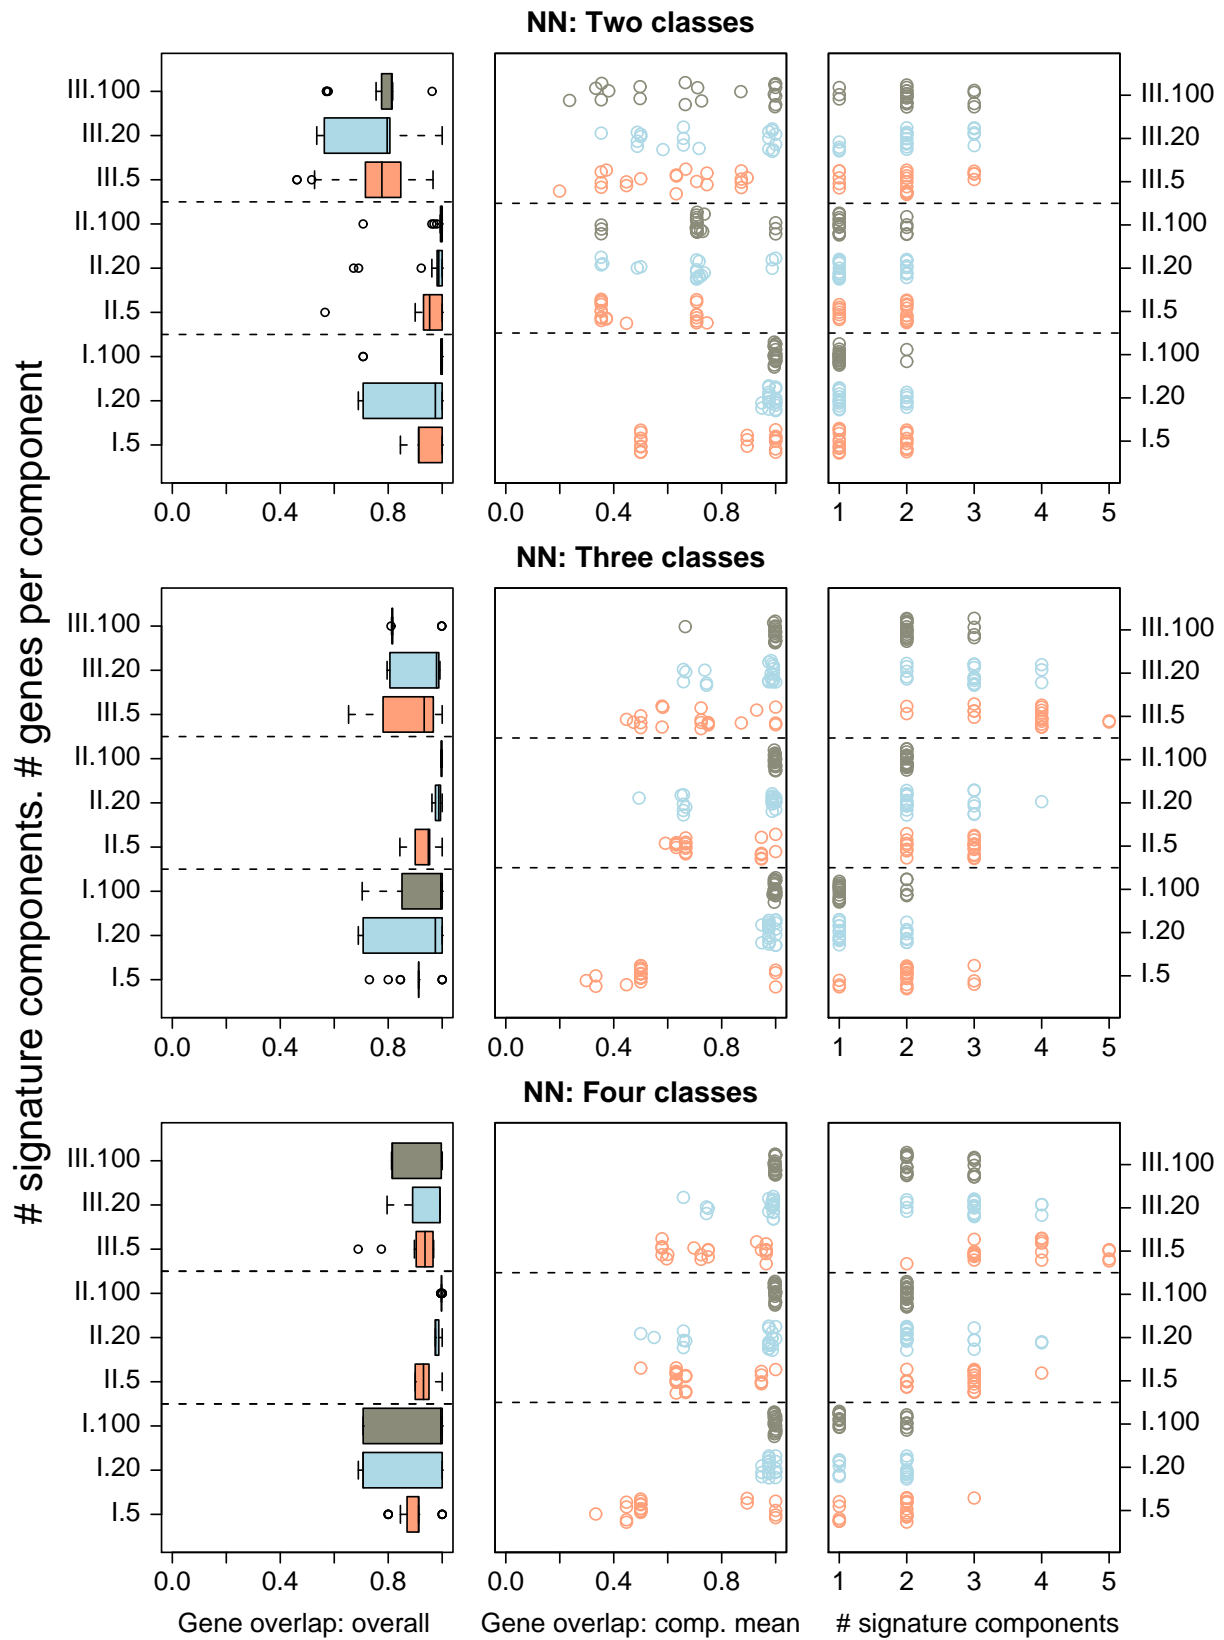 NN: Two classes
III.100
III.20
III.5
II.100
II.20
II.5
I.100
I.20
I.5
III.100
III.20
III.5
II.100
II.20
II.5
I.100
I.20
I.5
0.0 0.4 0.8
0.0 0.4 0.8
1 2 3 4 5
NN: Three classes
III.100
III.20
III.5
II.100
II.20
II.5
I.100
I.20
I.5
III.100
III.20
III.5
II.100
II.20
II.5
I.100
I.20
I.5
0.0 0.4 0.8
0.0 0.4 0.8
1 2 3 4 5
# signature components. # genes per component
NN: Four classes
III.100
III.20
III.5
II.100
II.20
II.5
I.100
I.20
I.5
III.100
III.20
III.5
II.100
II.20
II.5
I.100
I.20
I.5
0.0 0.4 0.8
0.0 0.4 0.8
1 2 3 4 5
Gene overlap: overall
Gene overlap: comp. mean
# signature components